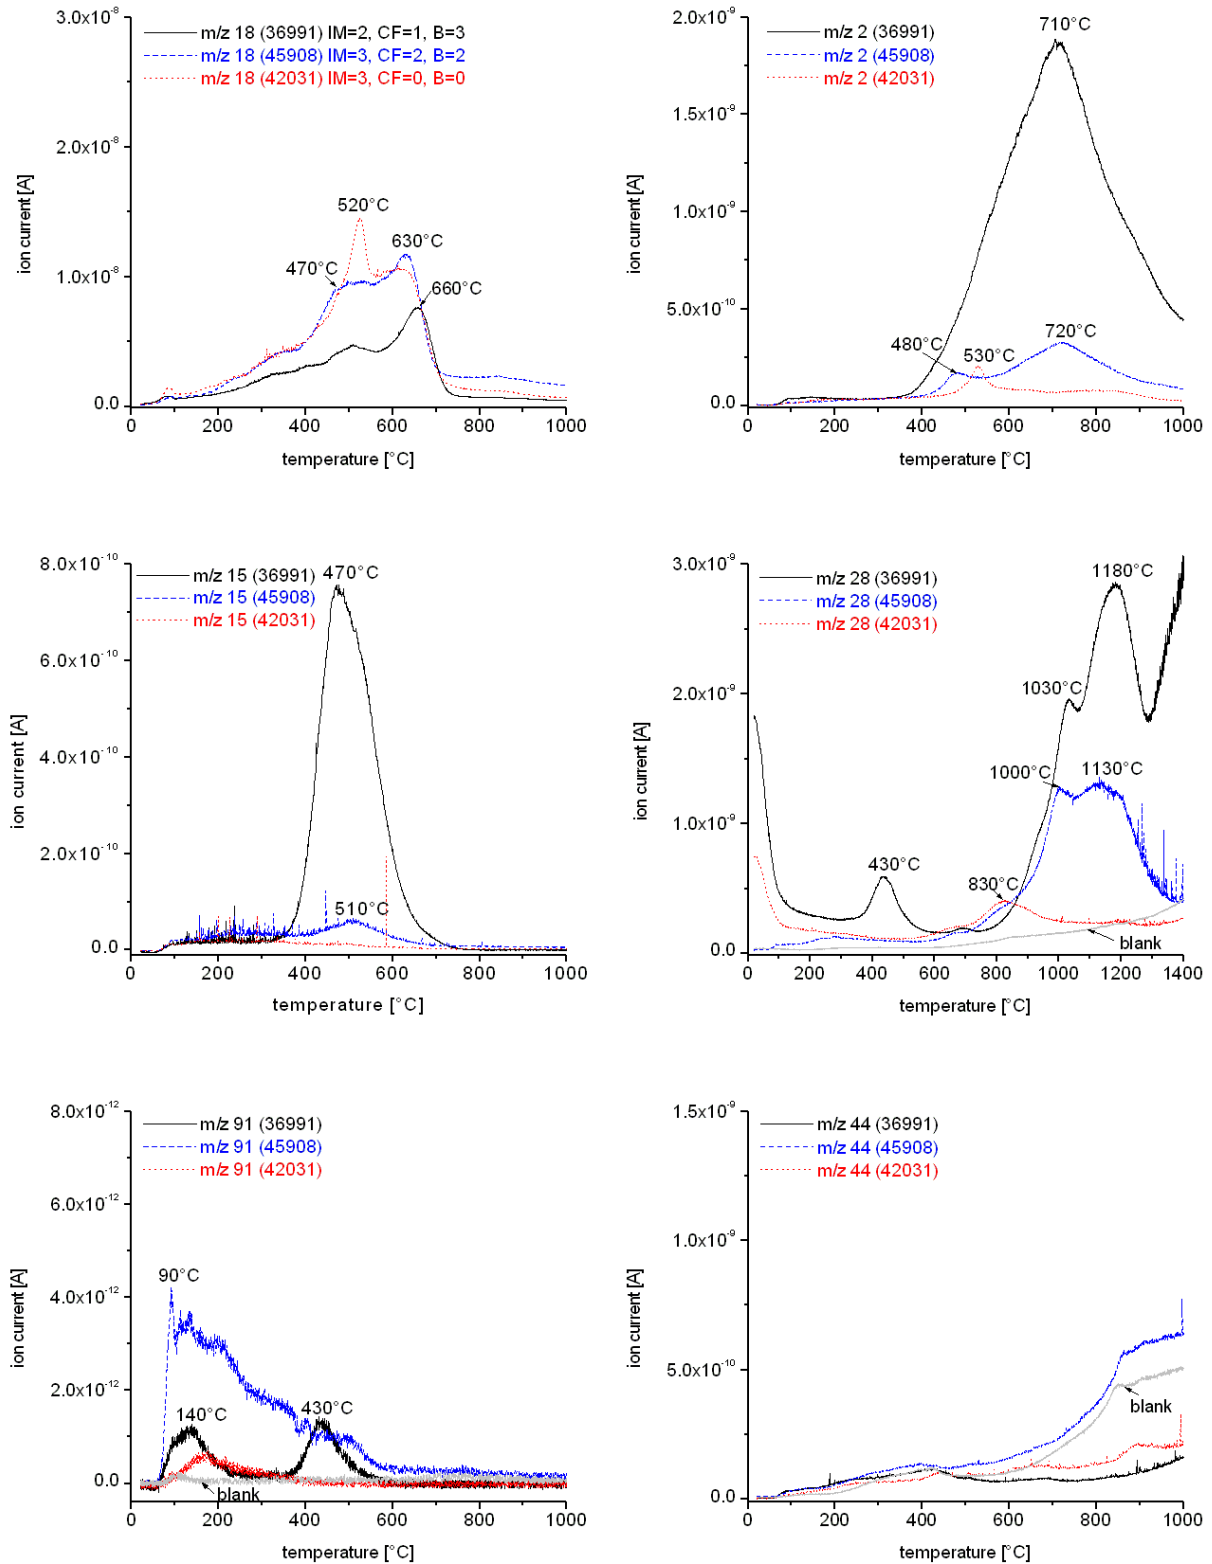 m/z 18 (36991) IM=2, CF=1, B=3
m/z 18 (45908) IM=3, CF=2, B=2
m/z 18 (42031) IM=3, CF=0, B=0
3.0x10⁻⁸
2.0x10⁻⁸
1.0x10⁻⁸
0.0
ion current [A]
520°C
630°C
470°C
660°C
0 200 400 600 800 1000
temperature [°C]
m/z 2 (36991)
m/z 2 (45908)
m/z 2 (42031)
2.0x10⁻⁹
1.5x10⁻⁹
1.0x10⁻⁹
5.0x10⁻¹⁰
0.0
ion current [A]
710°C
480°C
530°C
720°C
0 200 400 600 800 1000
temperature [°C]
m/z 15 (36991)
m/z 15 (45908)
m/z 15 (42031)
8.0x10⁻¹⁰
6.0x10⁻¹⁰
4.0x10⁻¹⁰
2.0x10⁻¹⁰
0.0
ion current [A]
470°C
510°C
0 200 400 600 800 1000
temperature [°C]
m/z 28 (36991)
m/z 28 (45908)
m/z 28 (42031)
3.0x10⁻⁹
2.0x10⁻⁹
1.0x10⁻⁹
0.0
ion current [A]
1180°C
1030°C
1000°C
1130°C
430°C
830°C
blank
0 200 400 600 800 1000 1200 1400
temperature [°C]
m/z 91 (36991)
m/z 91 (45908)
m/z 91 (42031)
8.0x10⁻¹²
6.0x10⁻¹²
4.0x10⁻¹²
2.0x10⁻¹²
0.0
ion current [A]
90°C
140°C
430°C
blank
0 200 400 600 800 1000
temperature [°C]
m/z 44 (36991)
m/z 44 (45908)
m/z 44 (42031)
1.5x10⁻⁹
1.0x10⁻⁹
5.0x10⁻¹⁰
0.0
ion current [A]
blank
0 200 400 600 800 1000
temperature [°C]